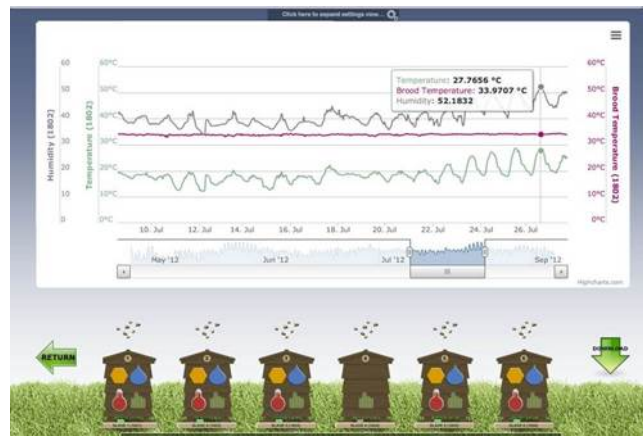 Click here to expand settings view...
60 60°C 60°C
50 50°C 50°C
40 40°C 40°C
30 30°C 30°C
20 20°C 20°C
10 10°C 10°C
0 0°C 0°C
Humidity (1802)
Temperature (1802)
Brood Temperature (1802)
Temperature: 27.7656 °C
Brood Temperature: 33.9707 °C
Humidity: 52.1832
10. Jul 12. Jul 14. Jul 16. Jul 18. Jul 20. Jul 22. Jul 24. Jul 26. Jul
May '12 Jun '12 Jul '12 Sep '12
Highcharts.com
RETURN
DOWNLOAD